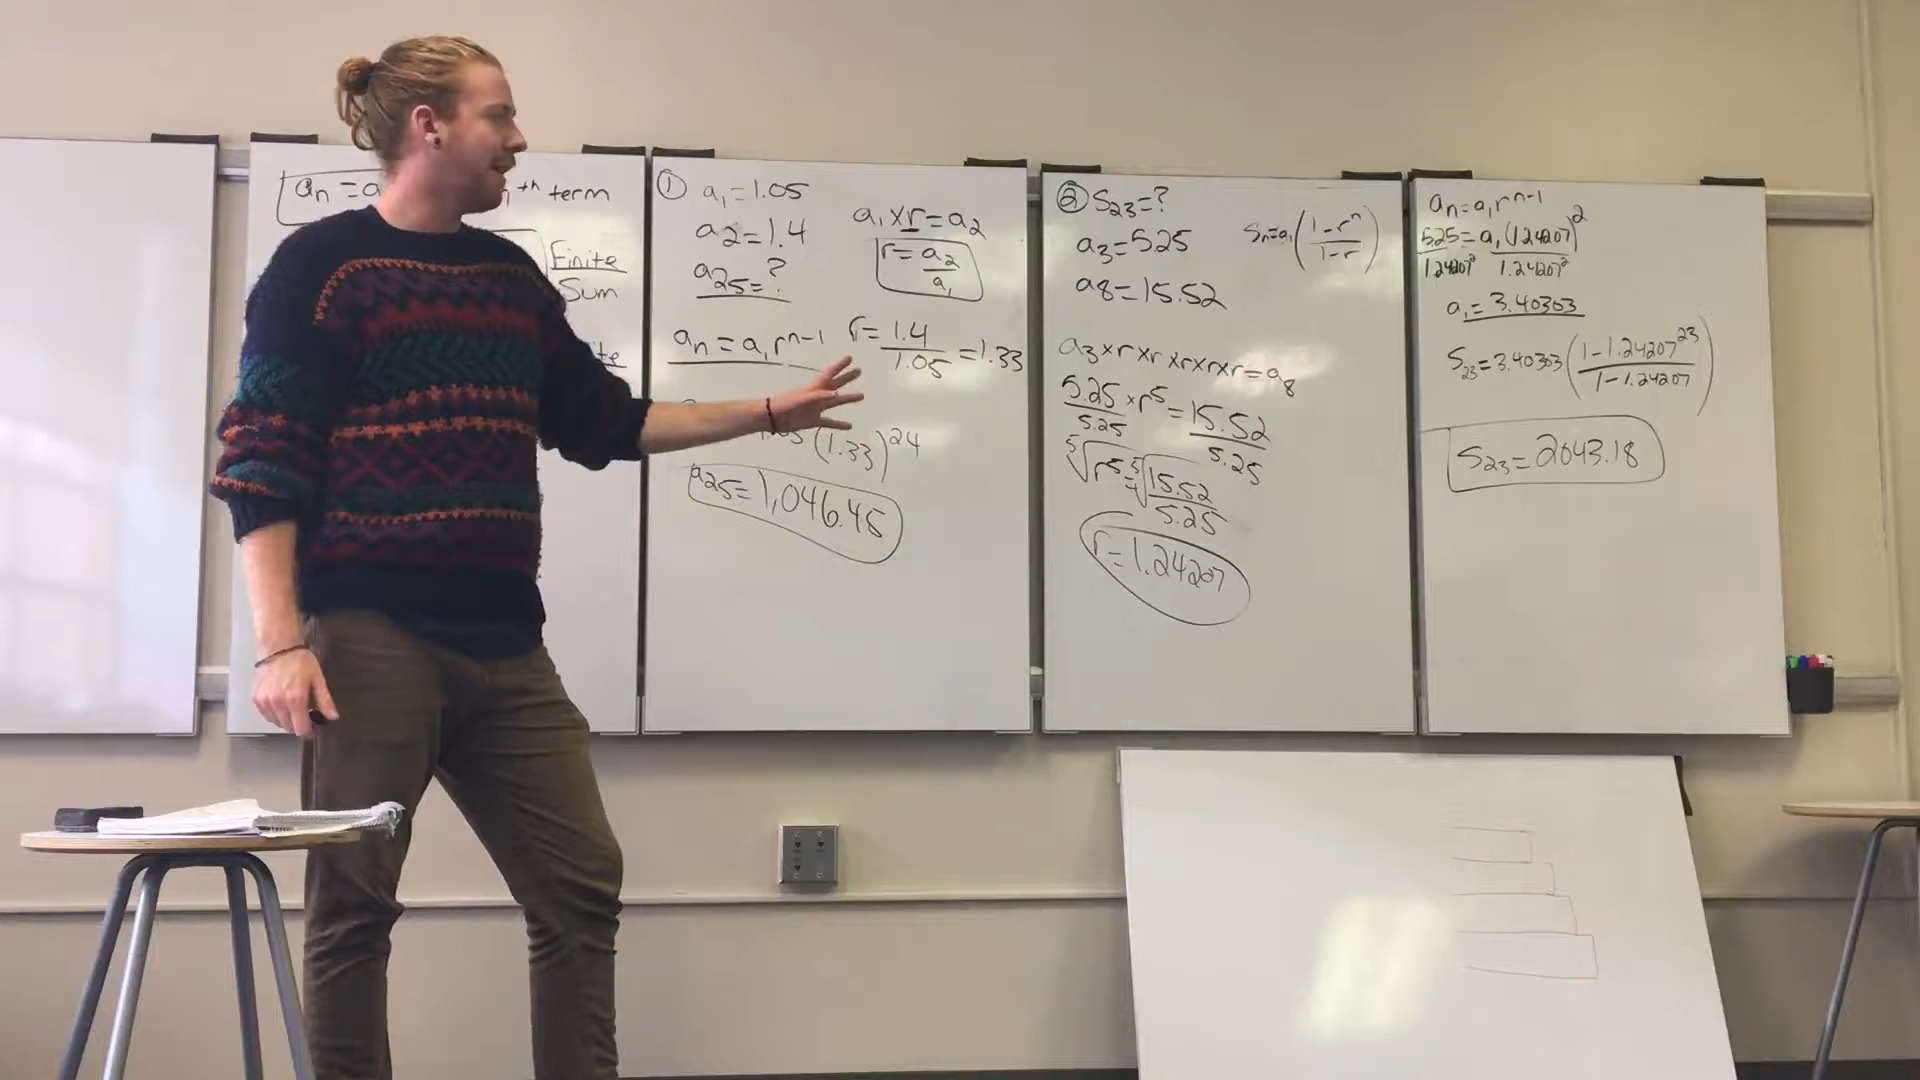 an = a
nth term
Finite
Sum
① a₁ = 1.05
a₂ = 1.4
a₂₅ = ?
a₁ x r = a₂
r = a₂/a₁
an = a₁rⁿ⁻¹
r = 1.4/1.05 = 1.33
(1.33)²⁴
a₂₅ = 1,046.45
② S₂₃ = ?
a₃ = 525
a₈ = 15.52
Sn = a₁((1-rⁿ)/(1-r))
a₃ x r x r x r x r x r = a₈
5.25/5.25 x r⁵ = 15.52/5.25
⁵√r⁵ = ⁵√15.52/5.25
r = 1.24207
an = a₁rⁿ⁻¹
5.25/1.24207² = a₁(1.24207)²/1.24207²
a₁ = 3.40303
S₂₃ = 3.40303((1-1.24207²³)/(1-1.24207))
S₂₃ = 2043.18